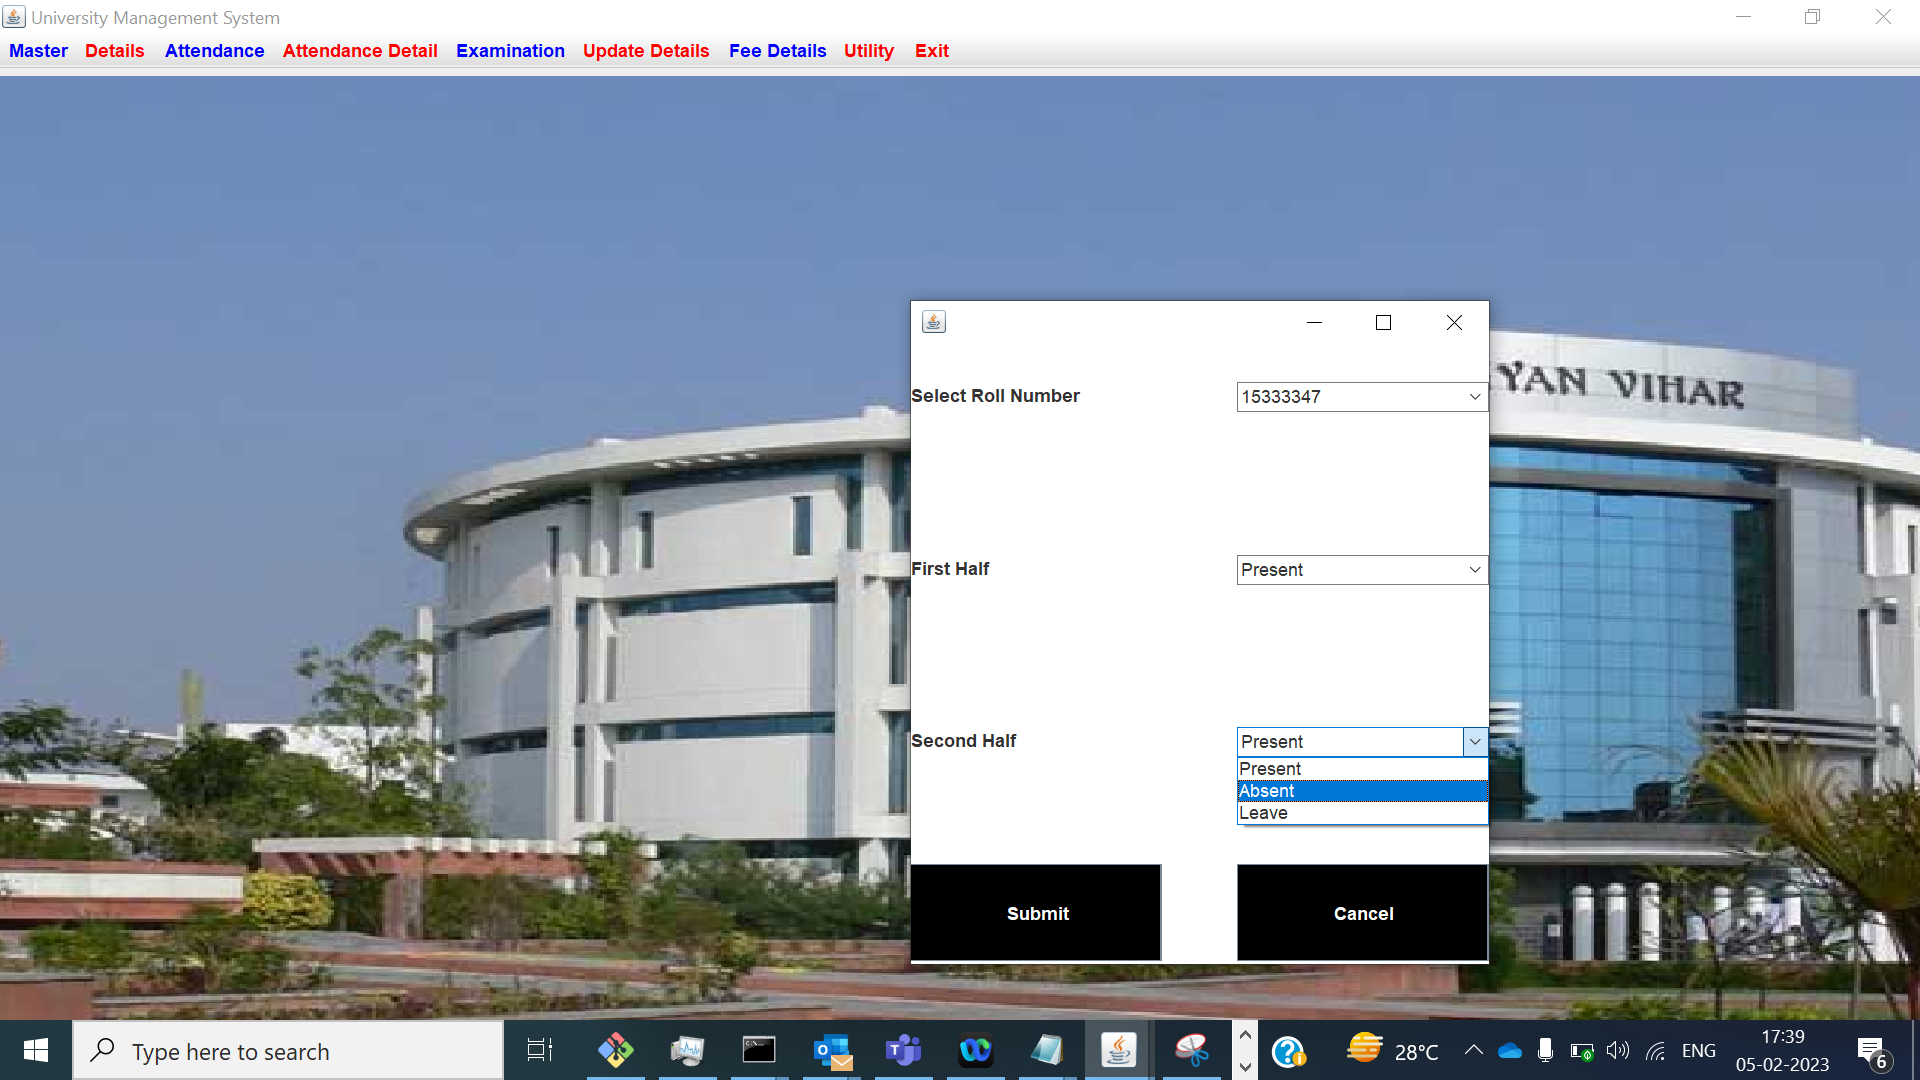 University Management System
Master Details Attendance Attendance Detail Examination Update Details Fee Details Utility Exit
YAN VIHAR
Select Roll Number 15333347
First Half Present
Second Half Present
Present
Absent
Leave
Submit Cancel
Type here to search
28°C
ENG
17:39
05-02-2023
6